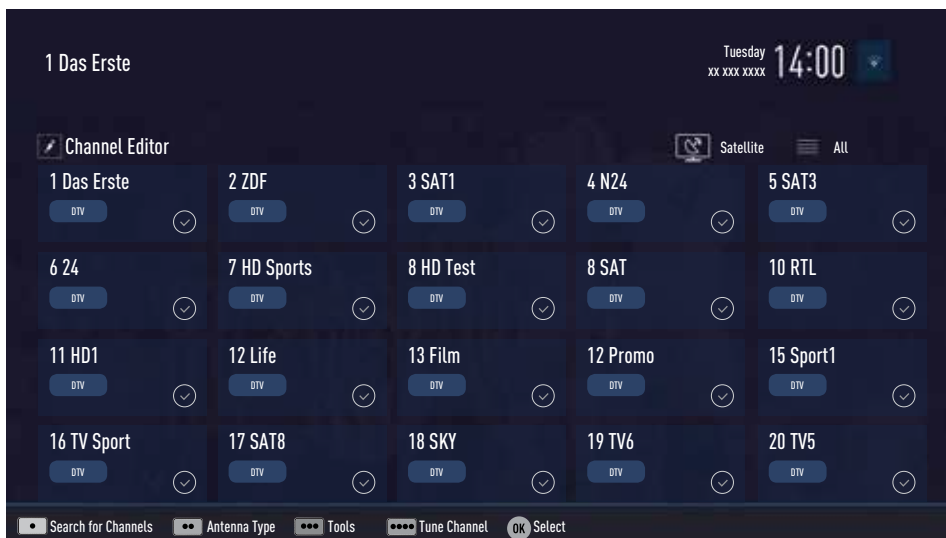 1 Das Erste
Tuesday
xx xxx xxxx
14:00
Channel Editor
Satellite
All
1 Das Erste 2 ZDF 3 SAT1 4 N24 5 SAT3
DTV DTV DTV DTV DTV
6 24 7 HD Sports 8 HD Test 8 SAT 10 RTL
DTV DTV DTV DTV DTV
11 HD1 12 Life 13 Film 12 Promo 15 Sport1
DTV DTV DTV DTV DTV
16 TV Sport 17 SAT8 18 SKY 19 TV6 20 TV5
DTV DTV DTV DTV DTV
Search for Channels Antenna Type Tools Tune Channel OK Select